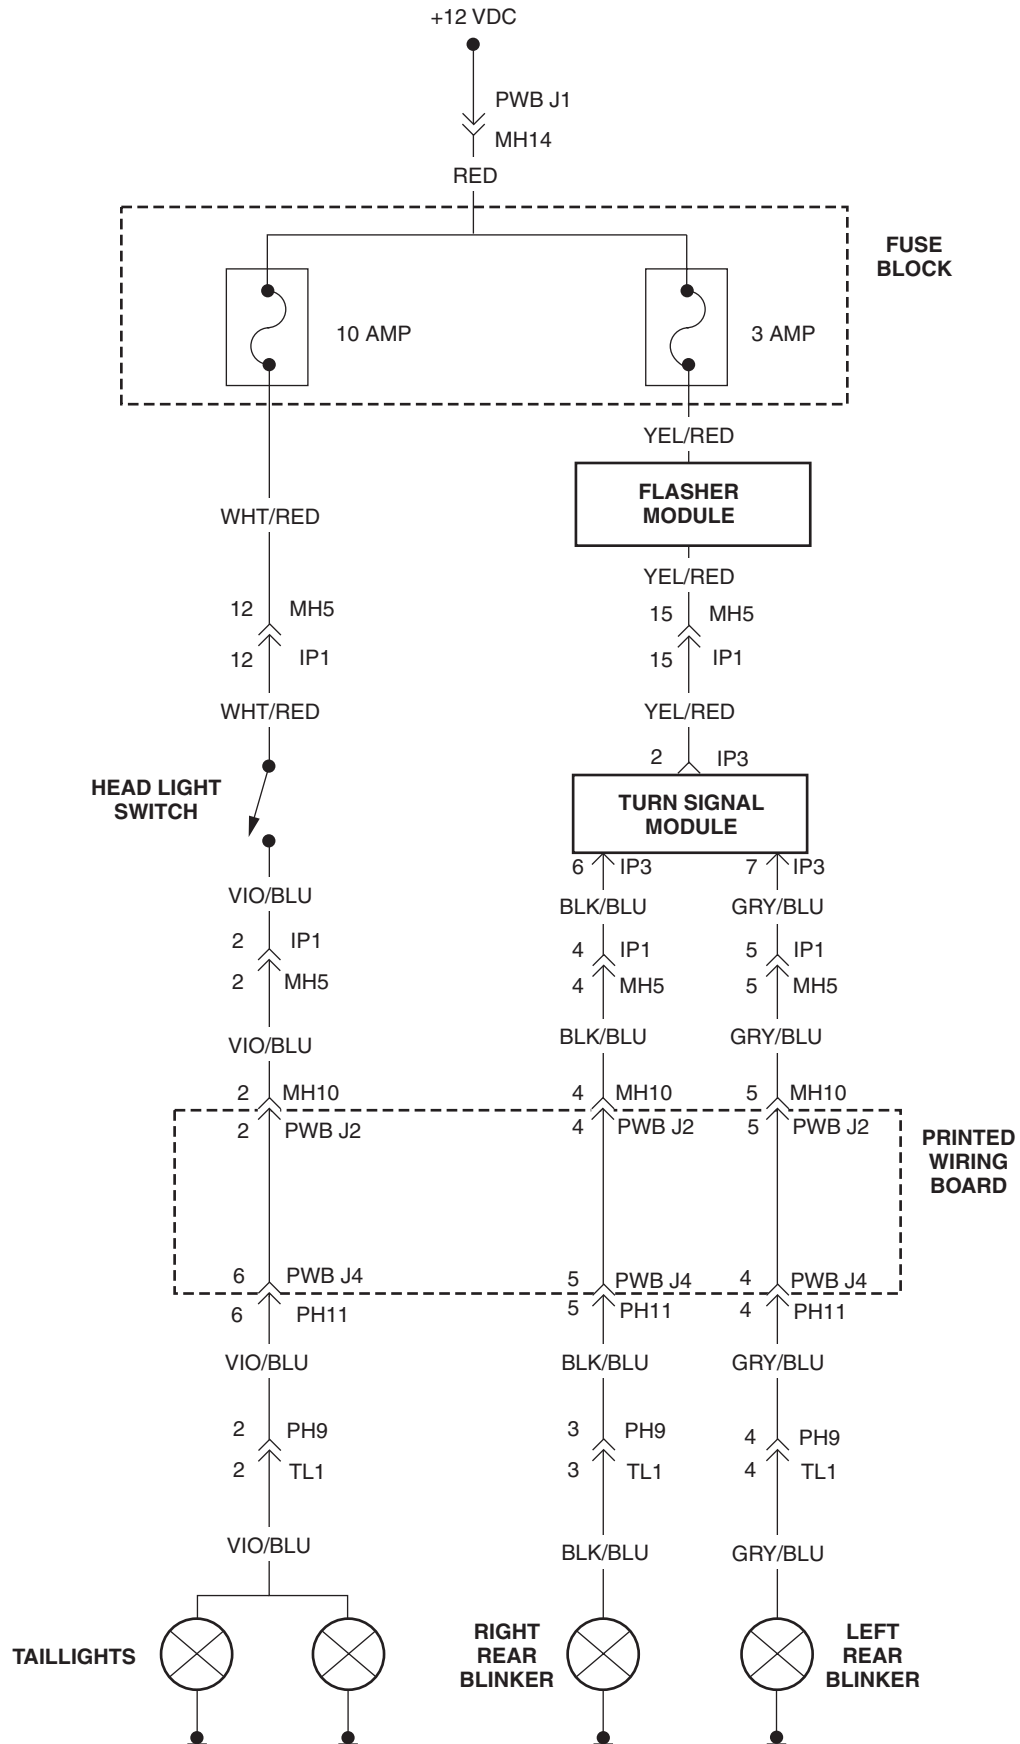 +12 VDC
PWB J1
MH14
RED
FUSE
BLOCK
10 AMP
3 AMP
YEL/RED
FLASHER
MODULE
WHT/RED
YEL/RED
12 MH5
15 MH5
12 IP1
15 IP1
WHT/RED
YEL/RED
2 IP3
HEAD LIGHT
SWITCH
TURN SIGNAL
MODULE
6 IP3
7 IP3
VIO/BLU
BLK/BLU
GRY/BLU
2 IP1
4 IP1
5 IP1
2 MH5
4 MH5
5 MH5
VIO/BLU
BLK/BLU
GRY/BLU
2 MH10
4 MH10
5 MH10
2 PWB J2
4 PWB J2
5 PWB J2
PRINTED
WIRING
BOARD
6 PWB J4
5 PWB J4
4 PWB J4
6 PH11
5 PH11
4 PH11
VIO/BLU
BLK/BLU
GRY/BLU
2 PH9
3 PH9
4 PH9
2 TL1
3 TL1
4 TL1
VIO/BLU
BLK/BLU
GRY/BLU
TAILLIGHTS
RIGHT
REAR
BLINKER
LEFT
REAR
BLINKER